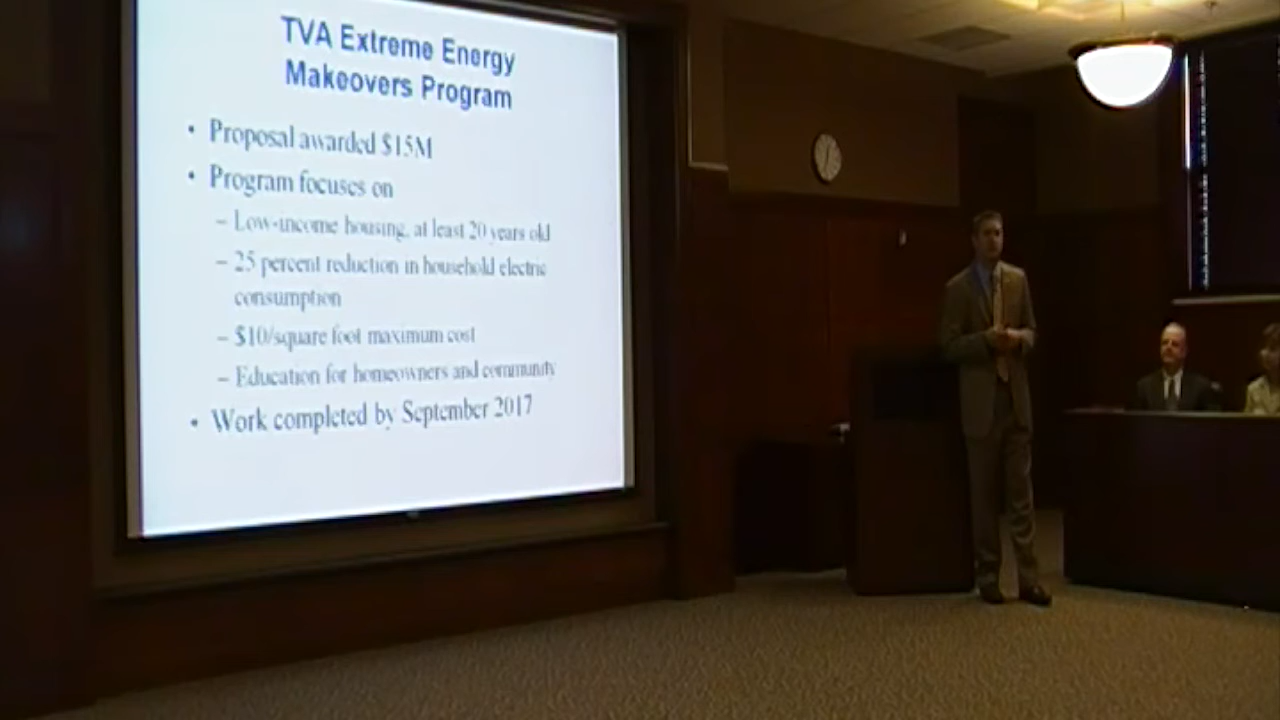 TVA Extreme Energy
Makeovers Program
• Proposal awarded $15M
• Program focuses on
– Low-income housing, at least 20 years old
– 25 percent reduction in household electric
consumption
– $10/square foot maximum cost
– Education for homeowners and community
• Work completed by September 2017